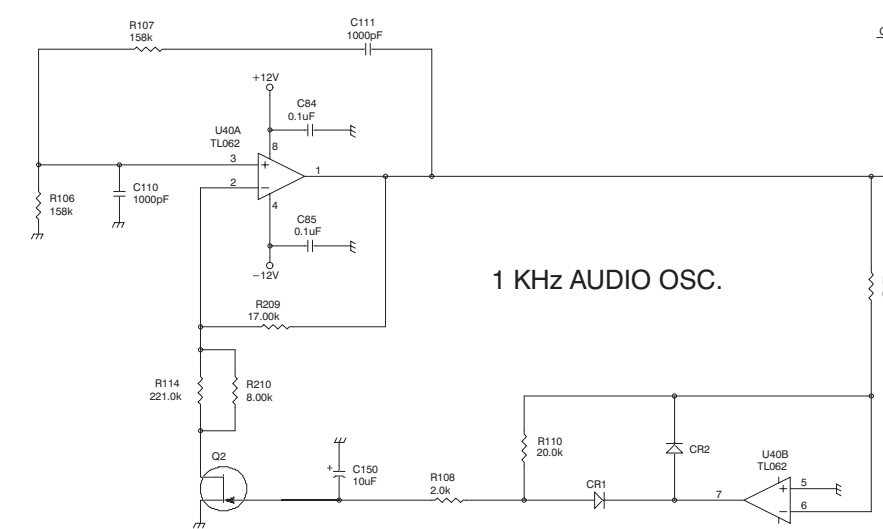 R107
158k
C111
1000pF
+12V
C84
0.1uF
U40A
TL062
8
3
+
1
2
−
4
C110
1000pF
R106
158k
C85
0.1uF
−12V
1 KHz AUDIO OSC.
R209
17.00k
R114
221.0k
R210
8.00k
Q2
+
C150
10uF
R108
2.0k
R110
20.0k
CR1
CR2
U40B
TL062
7
+
5
−
6